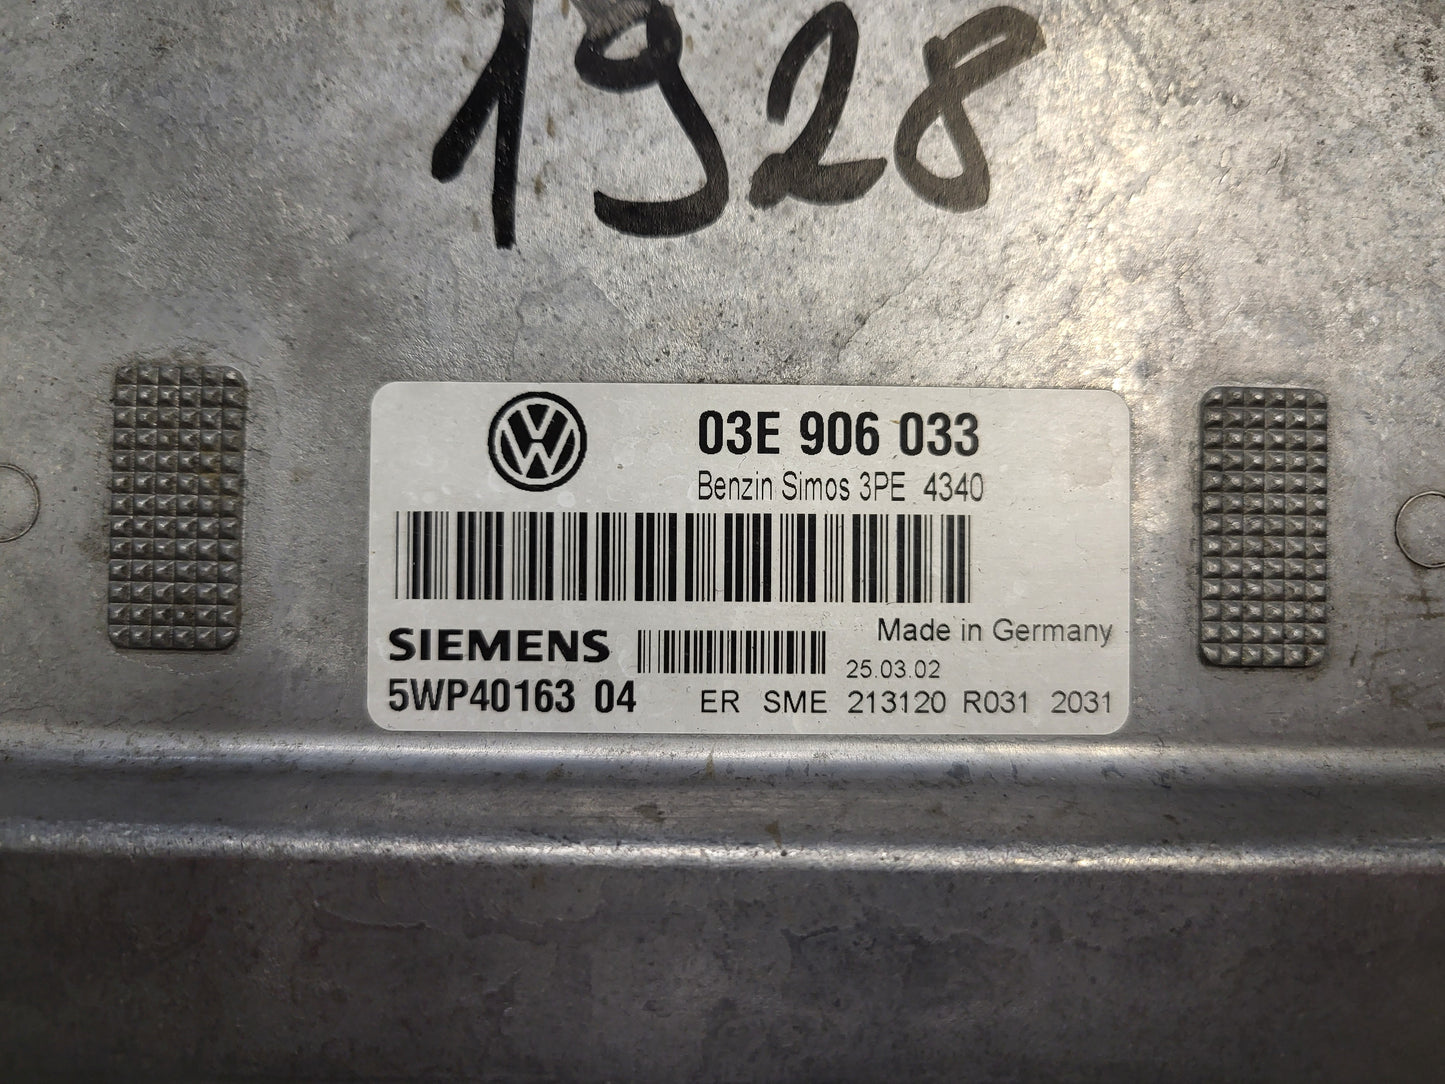 1928
03E 906 033
Benzin Simos 3PE 4340
Made in Germany
SIEMENS
25.03.02
5WP40163 04 ER SME 213120 R031 2031